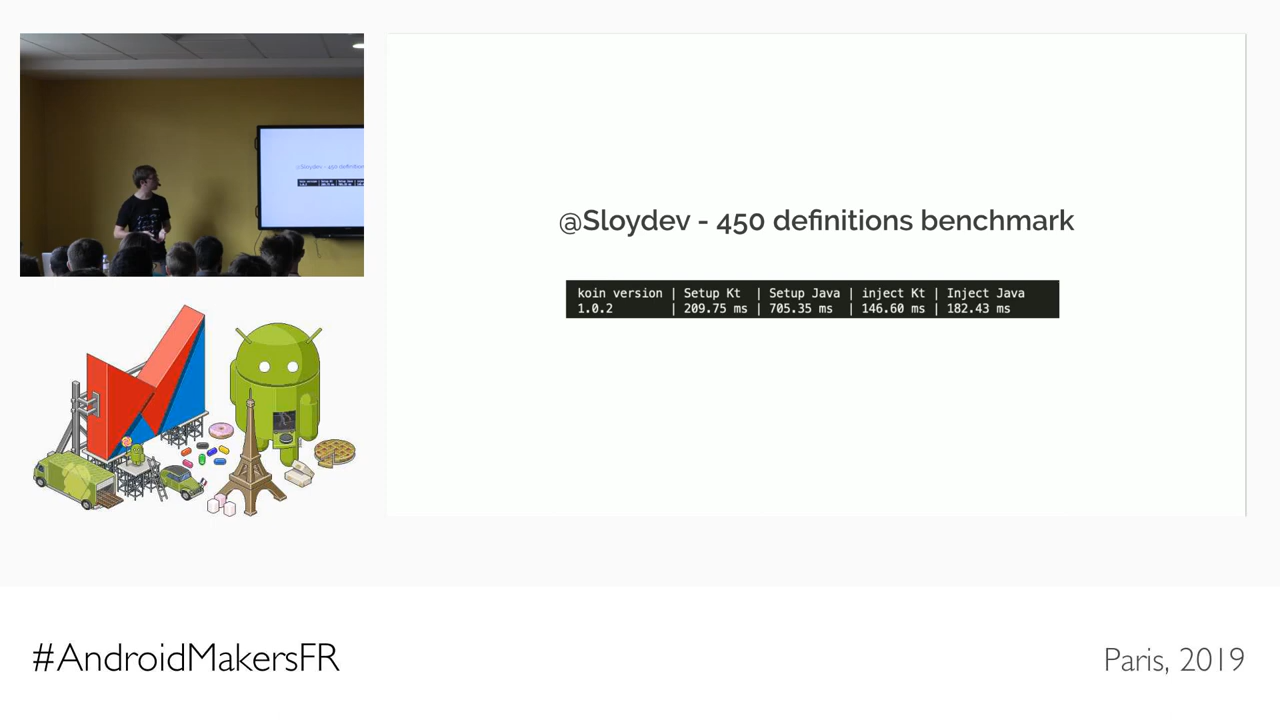 @Sloydev - 450 definitions benchmark
koin version | Setup Kt | Setup Java | inject Kt | Inject Java
1.0.2 | 209.75 ms | 705.35 ms | 146.60 ms | 182.43 ms
#AndroidMakersFR
Paris, 2019